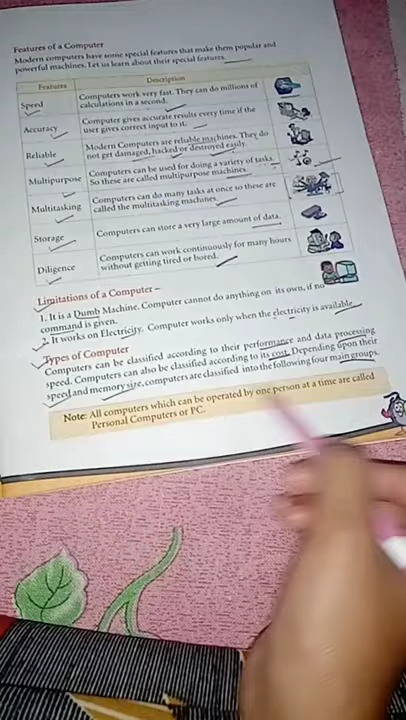 Features of a Computer
Modern computers have some special features that make them popular and
powerful machines. Let us learn about their special features.
Features Description
Speed Computers work very fast. They can do millions of
calculations in a second.
Accuracy Computer gives accurate results every time if the
user gives correct input to it.
Reliable Modern Computers are reliable machines. They do
not get damaged, hacked or destroyed easily.
Multipurpose Computers can be used for doing a variety of tasks.
So these are called multipurpose machines.
Multitasking Computers can do many tasks at once so these are
called the multitasking machines.
Storage Computers can store a very large amount of data.
Diligence Computers can work continuously for many hours
without getting tired or bored.
Limitations of a Computer –
1. It is a Dumb Machine. Computer cannot do anything on its own, if no
command is given.
2. It works on Electricity. Computer works only when the electricity is available.
Types of Computer
Computers can be classified according to their performance and data processing
speed. Computers can also be classified according to its cost. Depending upon their
speed and memory size, computers are classified into the following four main groups.
Note: All computers which can be operated by one person at a time are called
Personal Computers or PC.